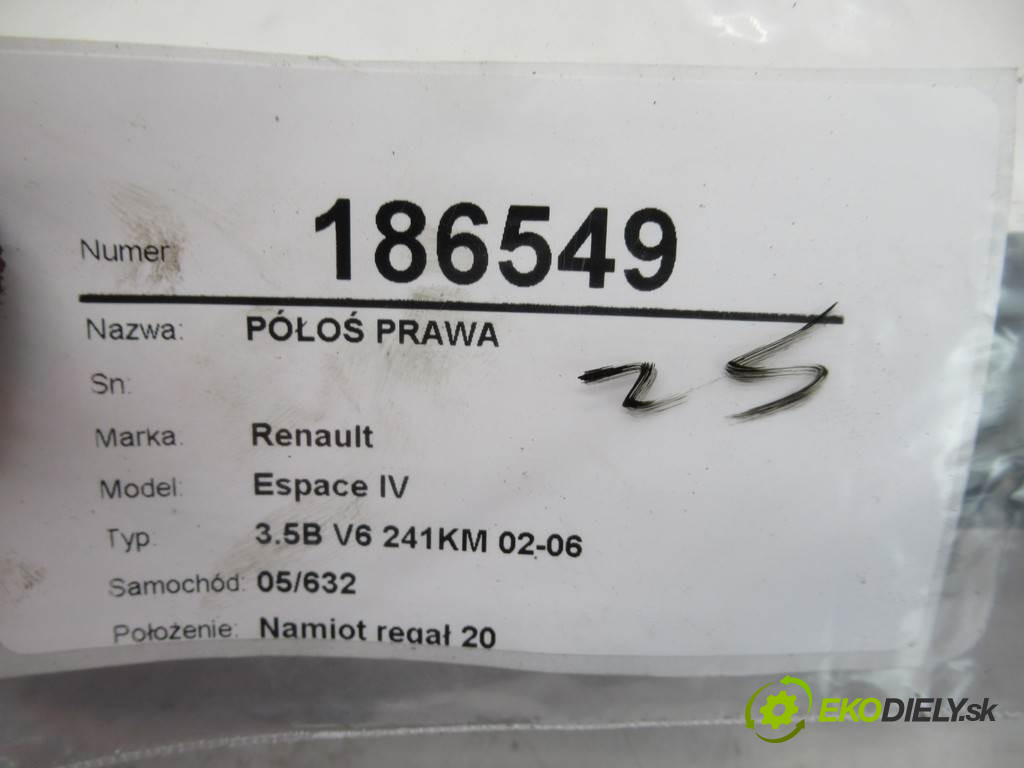 Numer 186549
Nazwa: PÓŁOŚ PRAWA
Sn:
25
Marka: Renault
Model: Espace IV
Typ: 3.5B V6 241KM 02-06
Samochód: 05/632
Położenie: Namiot regał 20
EKODIELY.sk